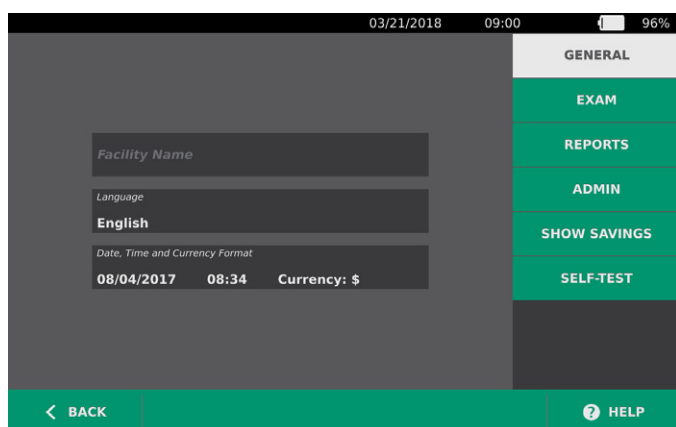 03/21/2018 09:00 96%
GENERAL
EXAM
REPORTS
ADMIN
SHOW SAVINGS
SELF-TEST
Facility Name
Language
English
Date, Time and Currency Format
08/04/2017 08:34 Currency: $
BACK
? HELP